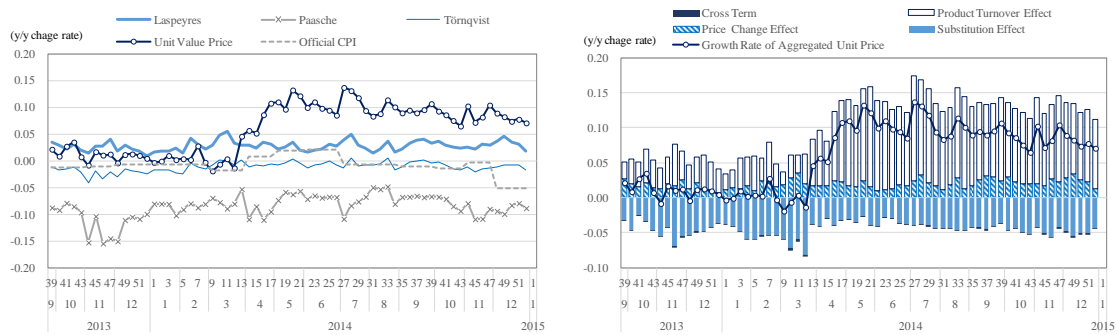 Laspeyres Paasche Törnqvist
Unit Value Price Official CPI
(y/y chage rate)
0.20
0.15
0.10
0.05
0.00
-0.05
-0.10
-0.15
-0.20
39 41 43 45 47 49 51 1 3 5 7 9 11 13 15 17 19 21 23 25 27 29 31 33 35 37 39 41 43 45 47 49 51 1
9 10 11 12 1 2 3 4 5 6 7 8 9 10 11 12 1
2013 2014 2015
Cross Term Product Turnover Effect
Price Change Effect Substitution Effect
(y/y chage rate)
Growth Rate of Aggregated Unit Price
0.20
0.15
0.10
0.05
0.00
-0.05
-0.10
39 41 43 45 47 49 51 1 3 5 7 9 11 13 15 17 19 21 23 25 27 29 31 33 35 37 39 41 43 45 47 49 51 1
9 10 11 12 1 2 3 4 5 6 7 8 9 10 11 12 1
2013 2014 2015